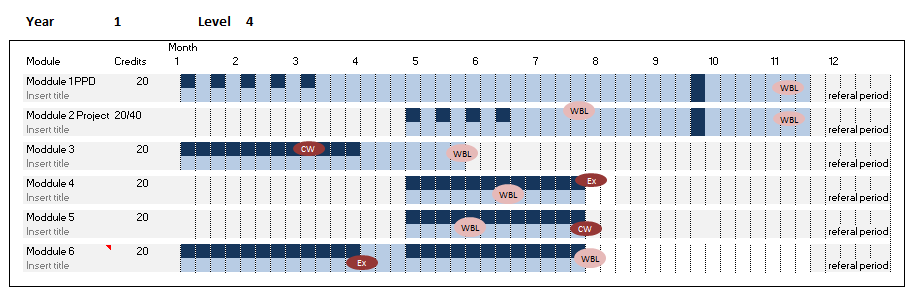 Year 1 Level 4
Month
Module Credits 1 2 3 4 5 6 7 8 9 10 11 12
Moddule 1PPD 20
Insert title WBL referal period
Moddule 2 Project 20/40 WBL
Insert title WBL referal period
Moddule 3 20 CW WBL
Insert title referal period
Moddule 4 20 Ex
Insert title WBL referal period
Moddule 5 20
Insert title WBL CW referal period
Moddule 6 20
Insert title Ex WBL referal period